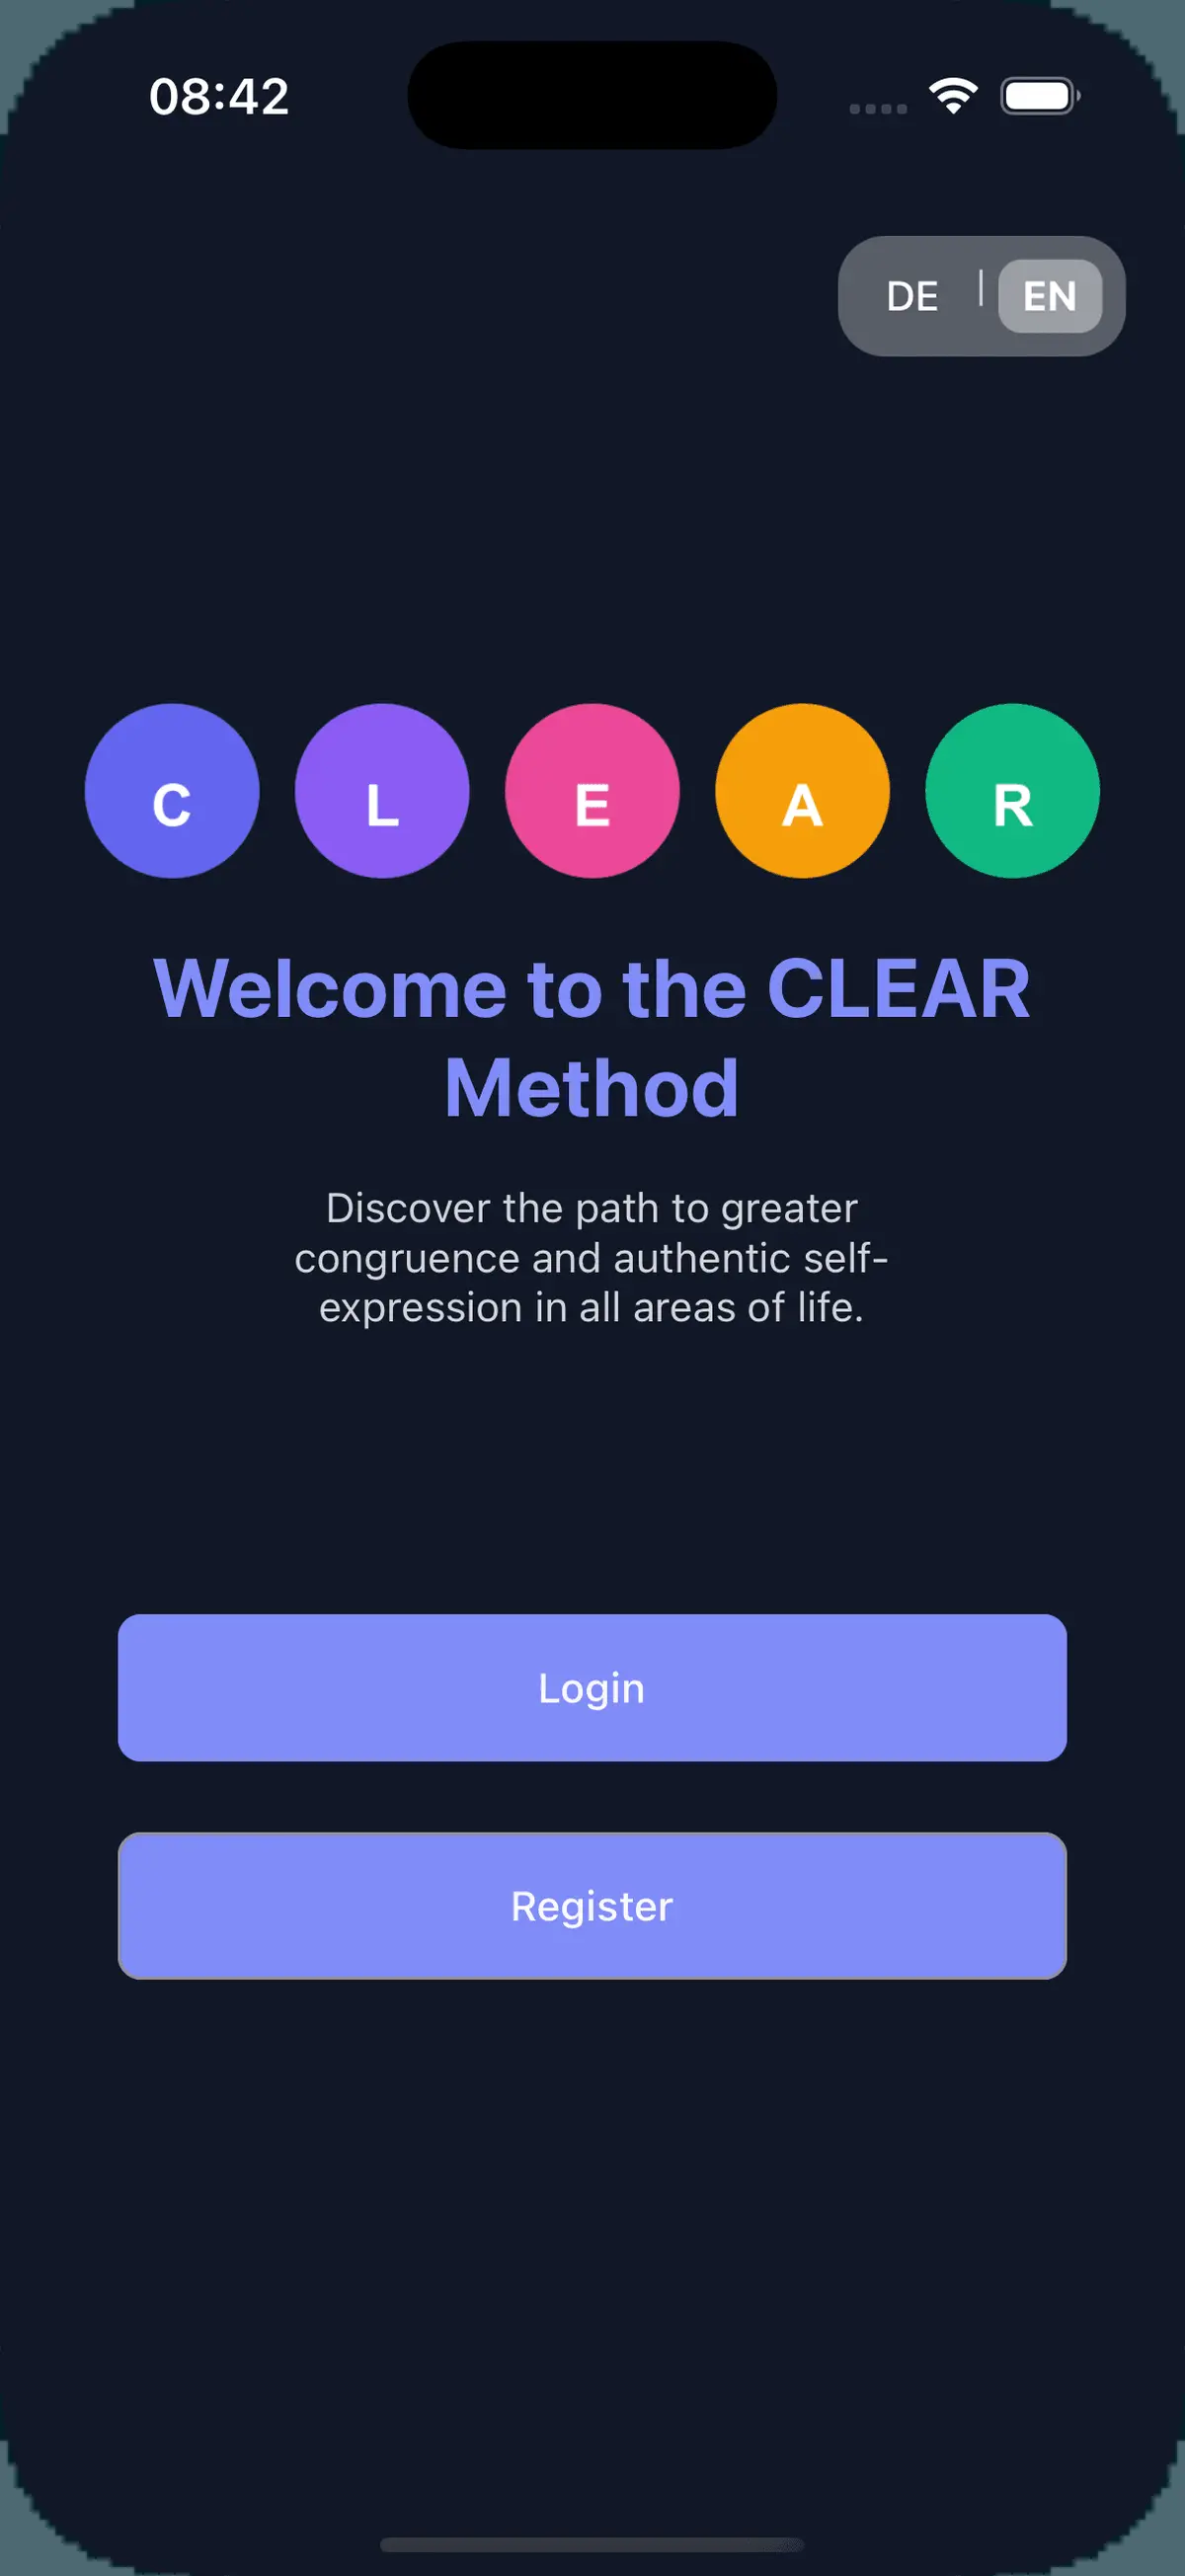 08:42
DE | EN
C L E A R
Welcome to the CLEAR
Method
Discover the path to greater
congruence and authentic self-
expression in all areas of life.
Login
Register